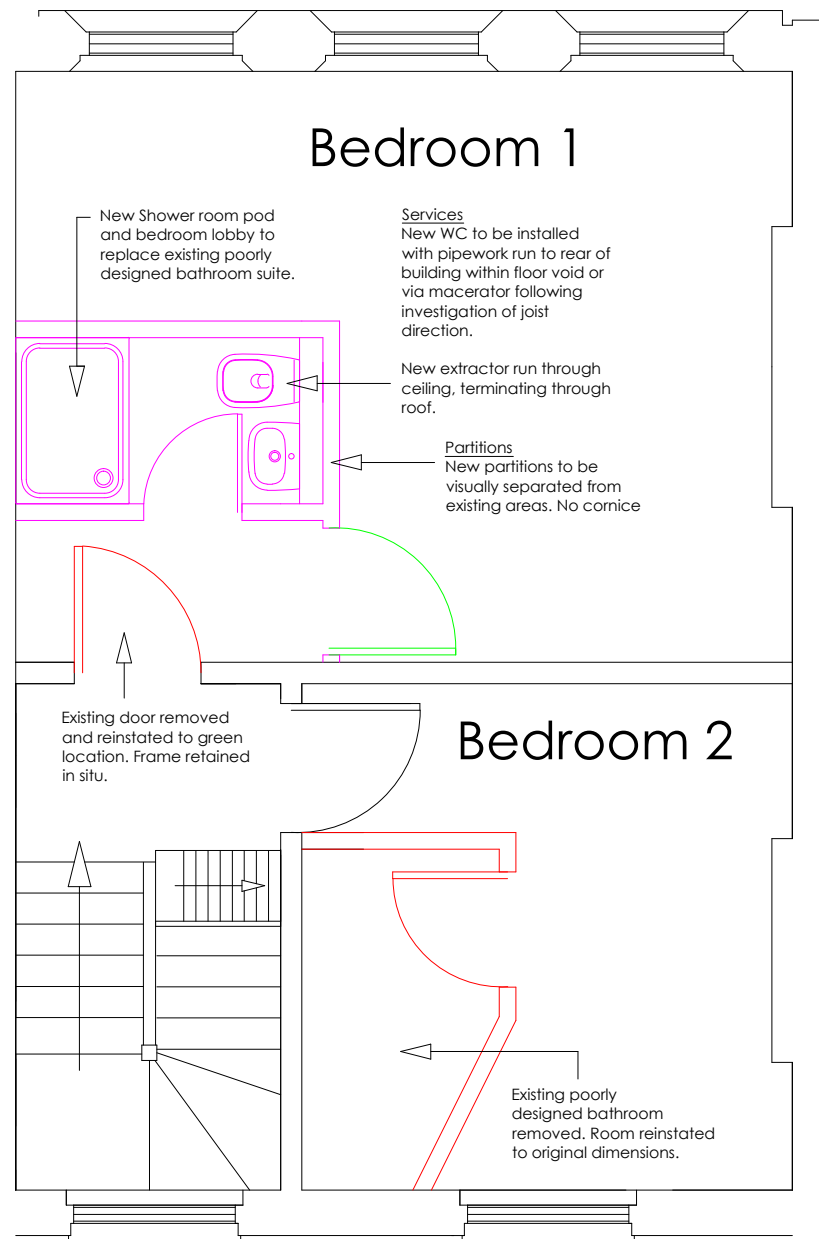 Bedroom 1
New Shower room pod
and bedroom lobby to
replace existing poorly
designed bathroom suite.
Services
New WC to be installed
with pipework run to rear of
building within floor void or
via macerator following
investigation of joist
direction.
New extractor run through
ceiling, terminating through
roof.
Partitions
New partitions to be
visually separated from
existing areas. No cornice
Existing door removed
and reinstated to green
location. Frame retained
in situ.
Bedroom 2
Existing poorly
designed bathroom
removed. Room reinstated
to original dimensions.